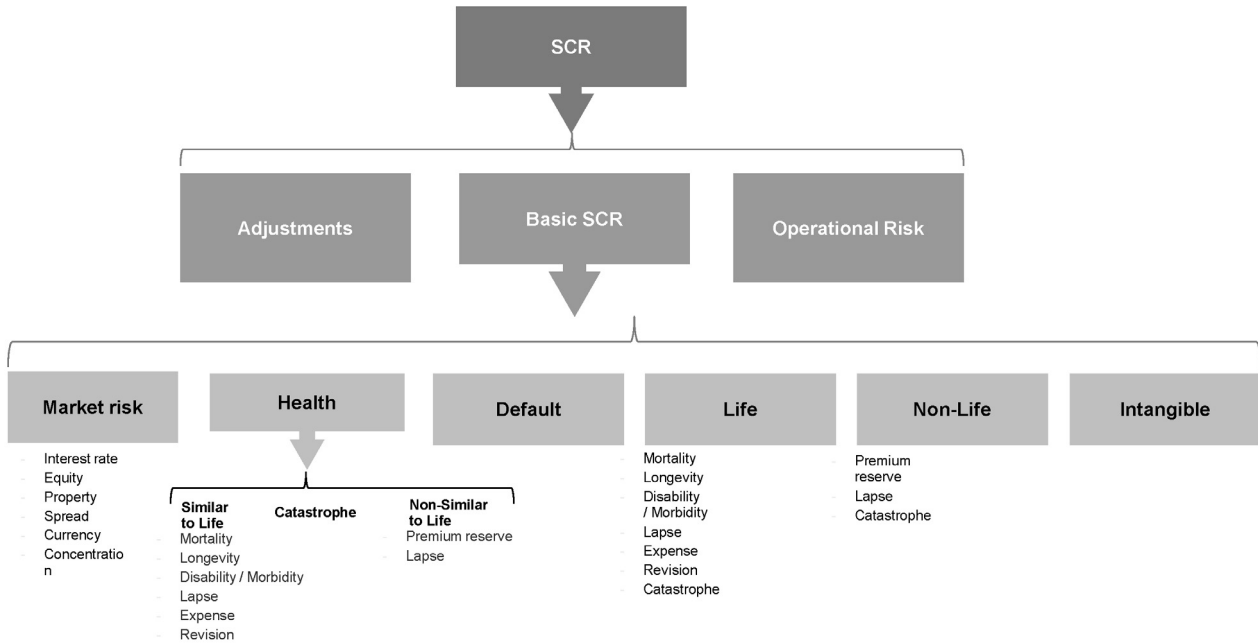 SCR
Adjustments
Basic SCR
Operational Risk
Market risk
- Interest rate
- Equity
- Property
- Spread
- Currency
- Concentratio
n
Health
Similar
to Life
- Mortality
- Longevity
- Disability / Morbidity
- Lapse
- Expense
- Revision
Catastrophe
Non-Similar
to Life
- Premium reserve
- Lapse
Default
Life
- Mortality
- Longevity
- Disability
/ Morbidity
- Lapse
- Expense
- Revision
- Catastrophe
Non-Life
- Premium
reserve
- Lapse
- Catastrophe
Intangible